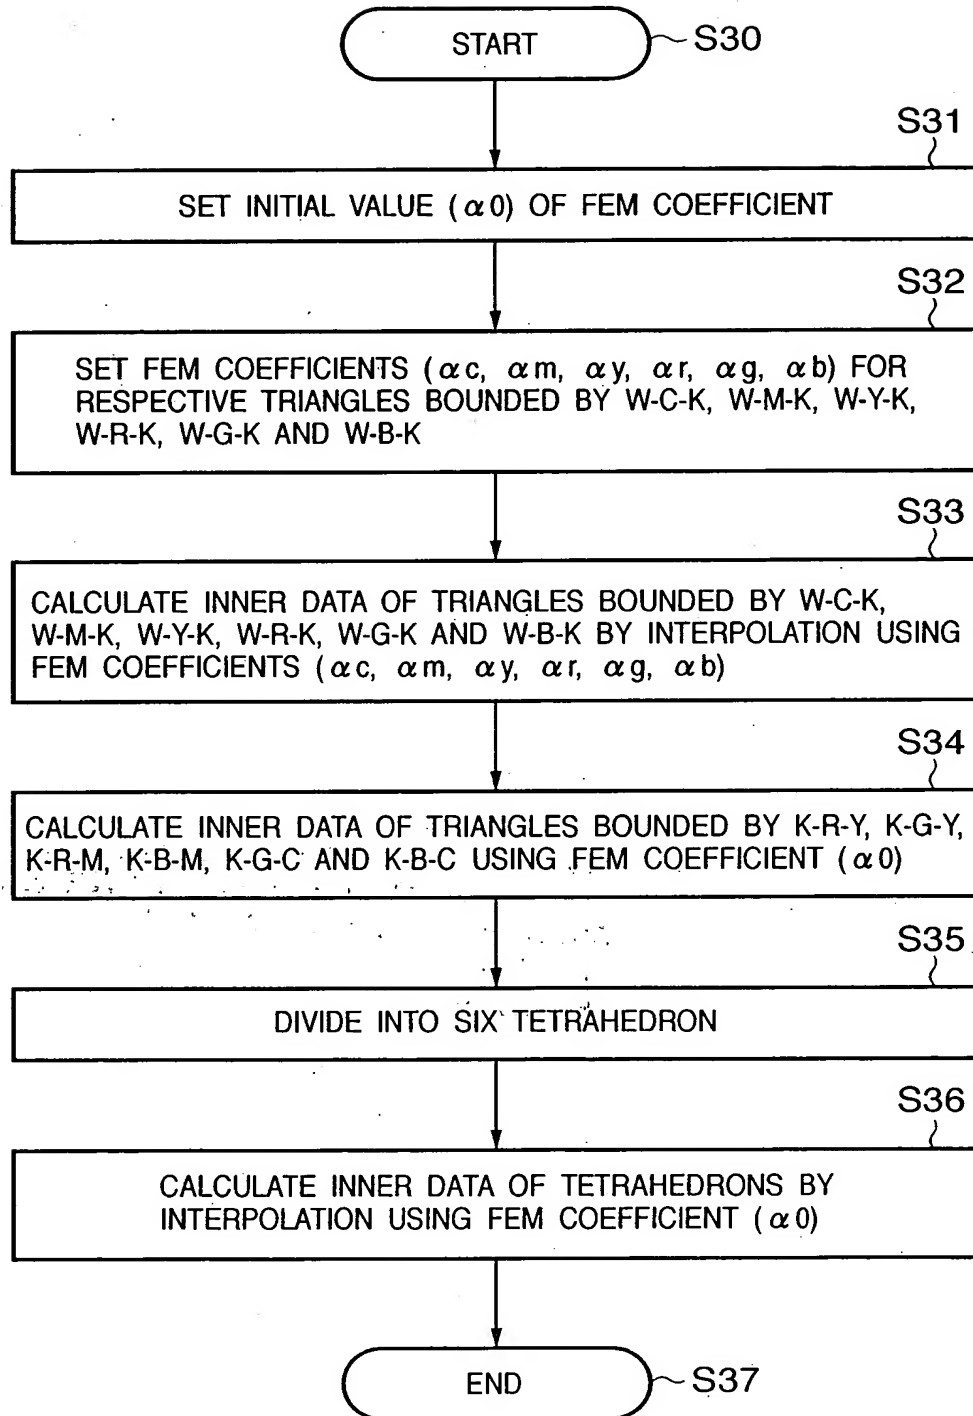 START
S30
S31
SET INITIAL VALUE (α0) OF FEM COEFFICIENT
S32
SET FEM COEFFICIENTS (αc, αm, αy, αr, αg, αb) FOR
RESPECTIVE TRIANGLES BOUNDED BY W-C-K, W-M-K, W-Y-K,
W-R-K, W-G-K AND W-B-K
S33
CALCULATE INNER DATA OF TRIANGLES BOUNDED BY W-C-K,
W-M-K, W-Y-K, W-R-K, W-G-K AND W-B-K BY INTERPOLATION USING
FEM COEFFICIENTS (αc, αm, αy, αr, αg, αb)
S34
CALCULATE INNER DATA OF TRIANGLES BOUNDED BY K-R-Y, K-G-Y,
K-R-M, K-B-M, K-G-C AND K-B-C USING FEM COEFFICIENT (α0)
S35
DIVIDE INTO SIX TETRAHEDRON
S36
CALCULATE INNER DATA OF TETRAHEDRONS BY
INTERPOLATION USING FEM COEFFICIENT (α0)
END
S37